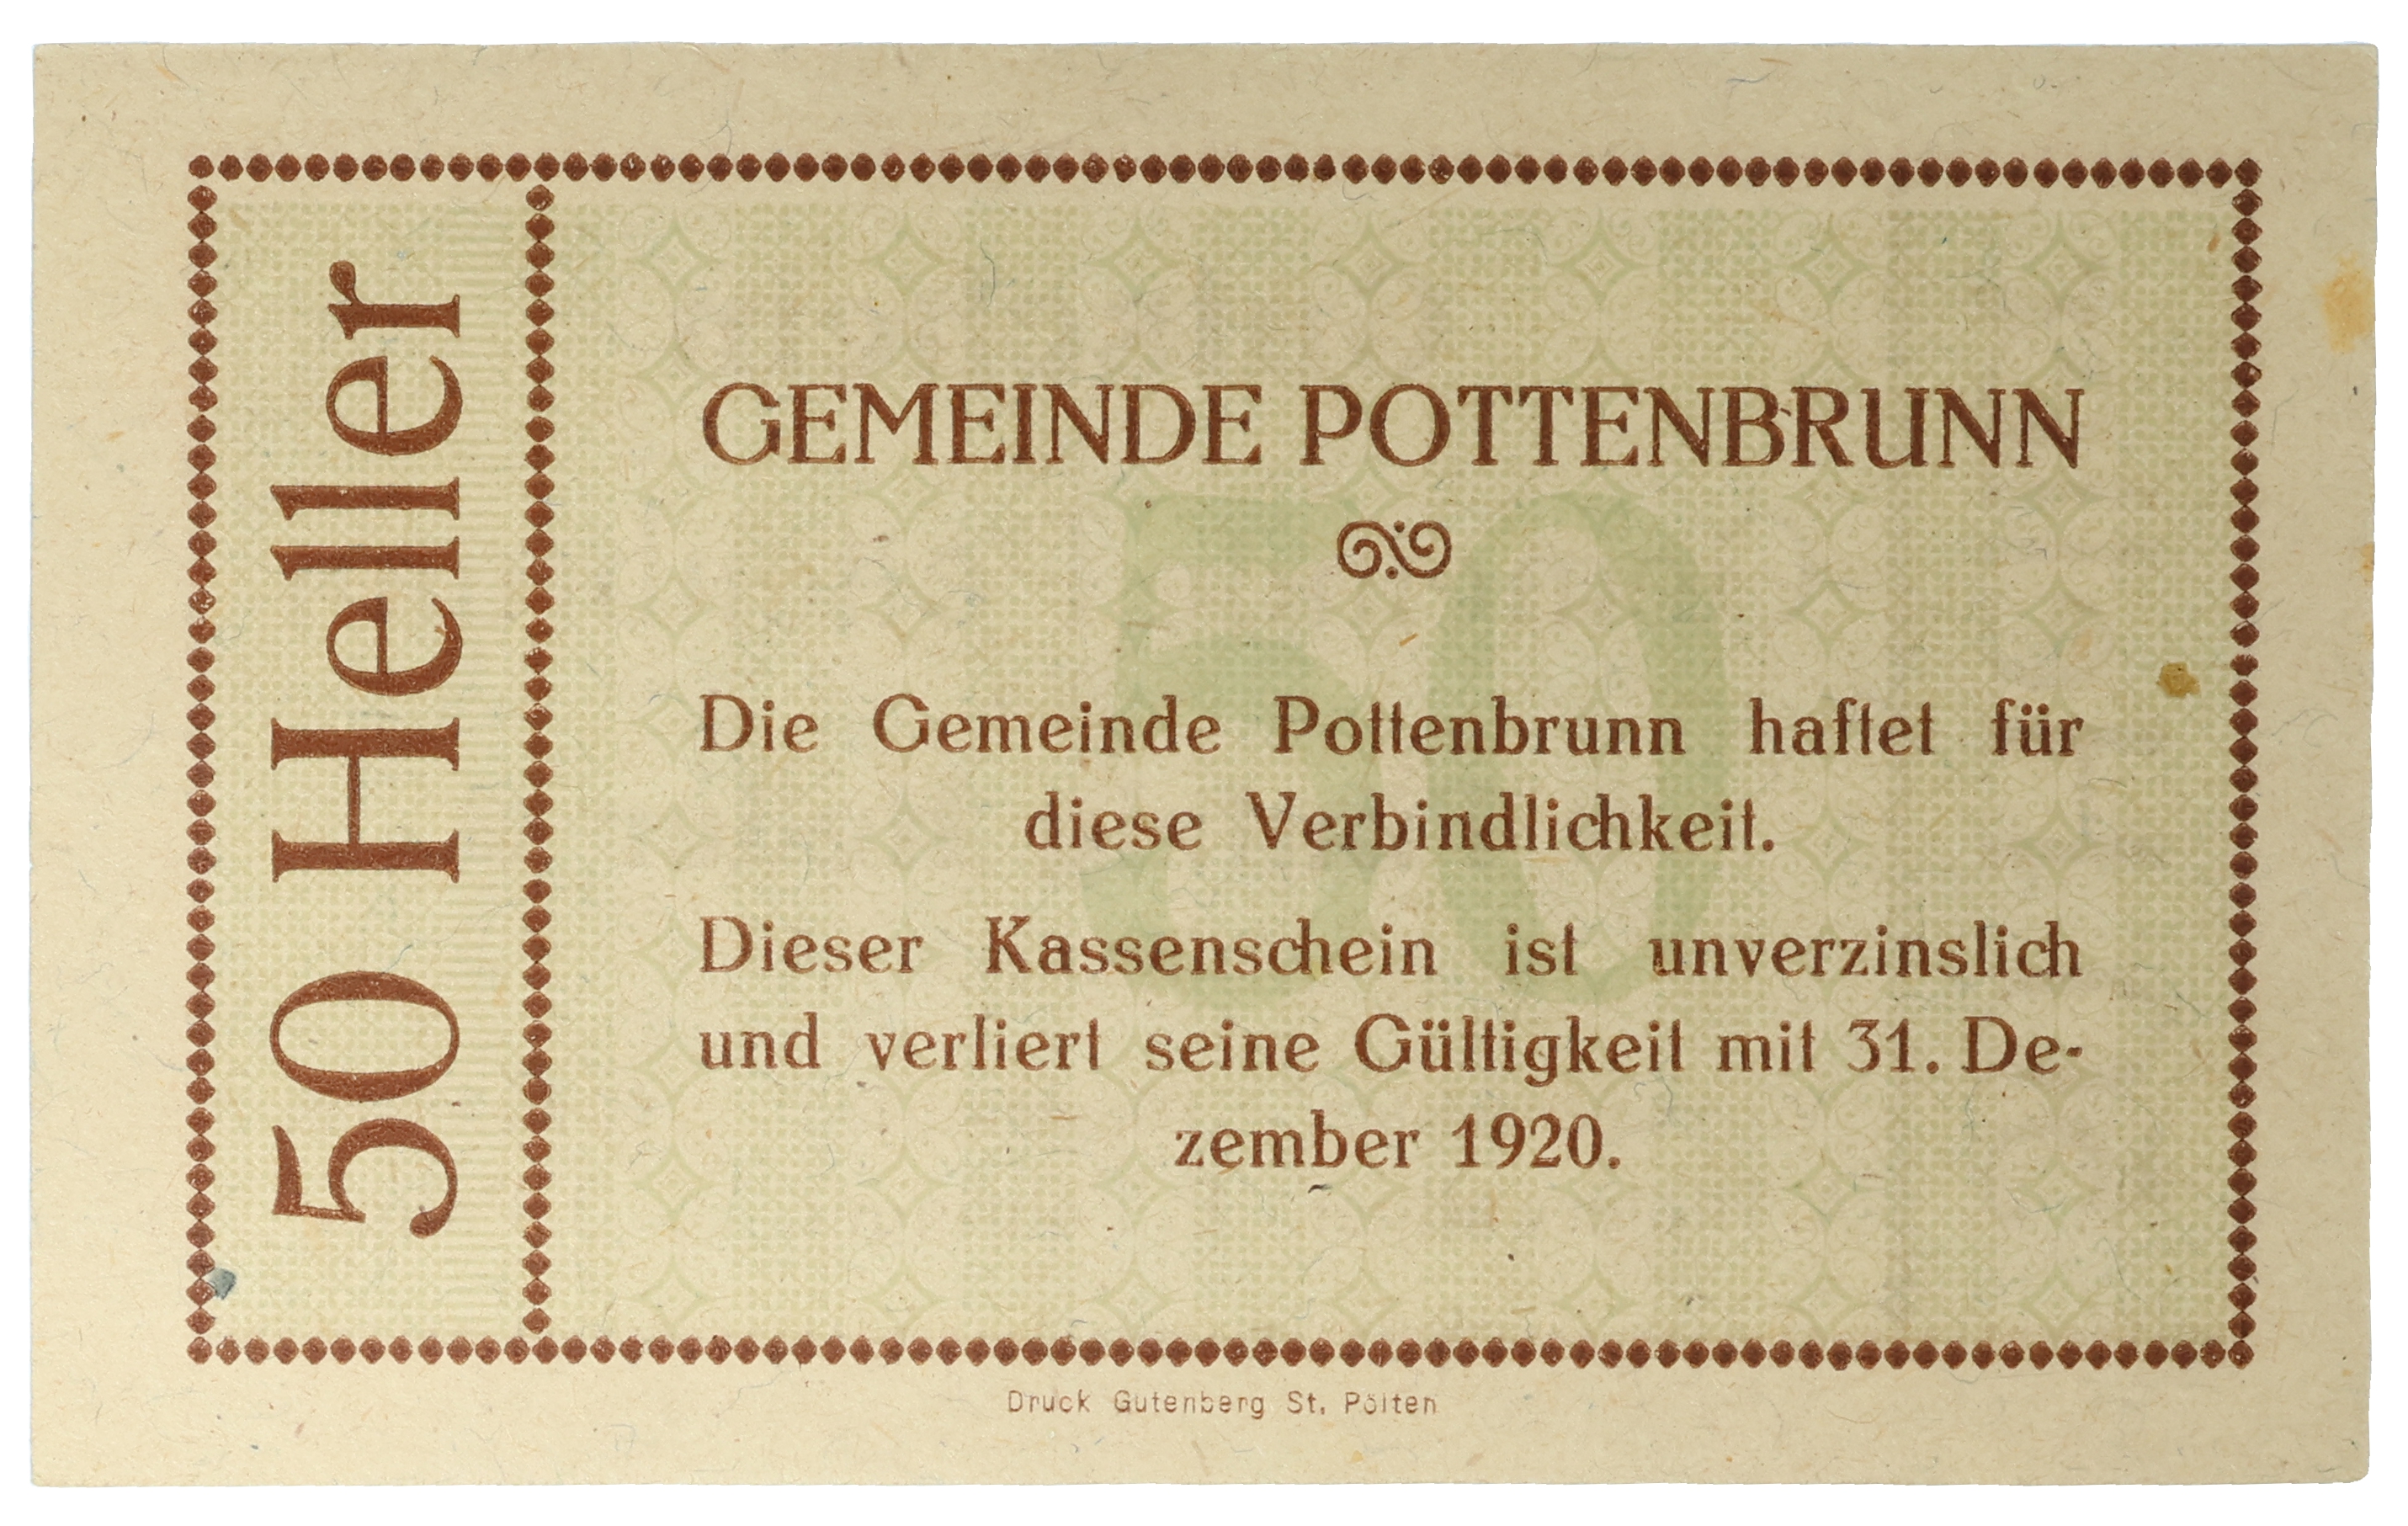 50 Heller
GEMEINDE POTTENBRUNN
50
Die Gemeinde Pottenbrunn haftet für
diese Verbindlichkeit.
Dieser Kassenschein ist unverzinslich
und verliert seine Gültigkeit mit 31. De-
zember 1920.
Druck Gutenberg St. Pölten